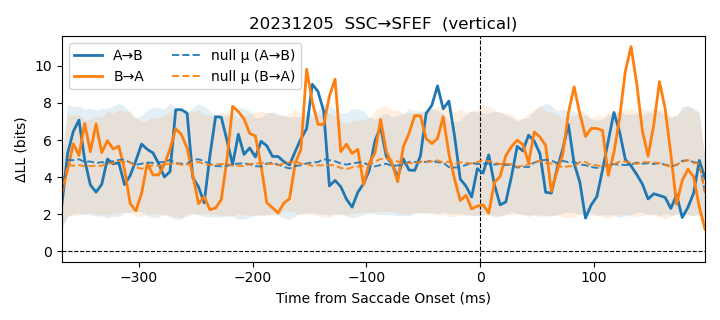 20231205  SSC→SFEF  (vertical)
A→B
B→A
null μ (A→B)
null μ (B→A)
ΔLL (bits)
10
8
6
4
2
0
−300
−200
−100
0
100
Time from Saccade Onset (ms)